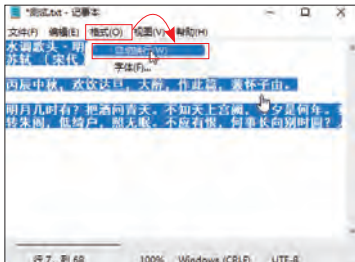 *测试.txt - 记事本
文件(F) 编辑(E) 格式(O) 视图(V) 帮助(H)
自动换行(W)
字体(F)...
水调歌头·明
苏轼 〔宋代
丙辰中秋，欢饮达旦，大醉，作此篇，兼怀子由。
明月几时有？把酒问青天。不知天上宫阙，夕是何年。
转朱阁，低绮户，照无眠。不应有恨，何事长向别时圆？
行 7，列 68 100% Windows (CRLF) UTF-8